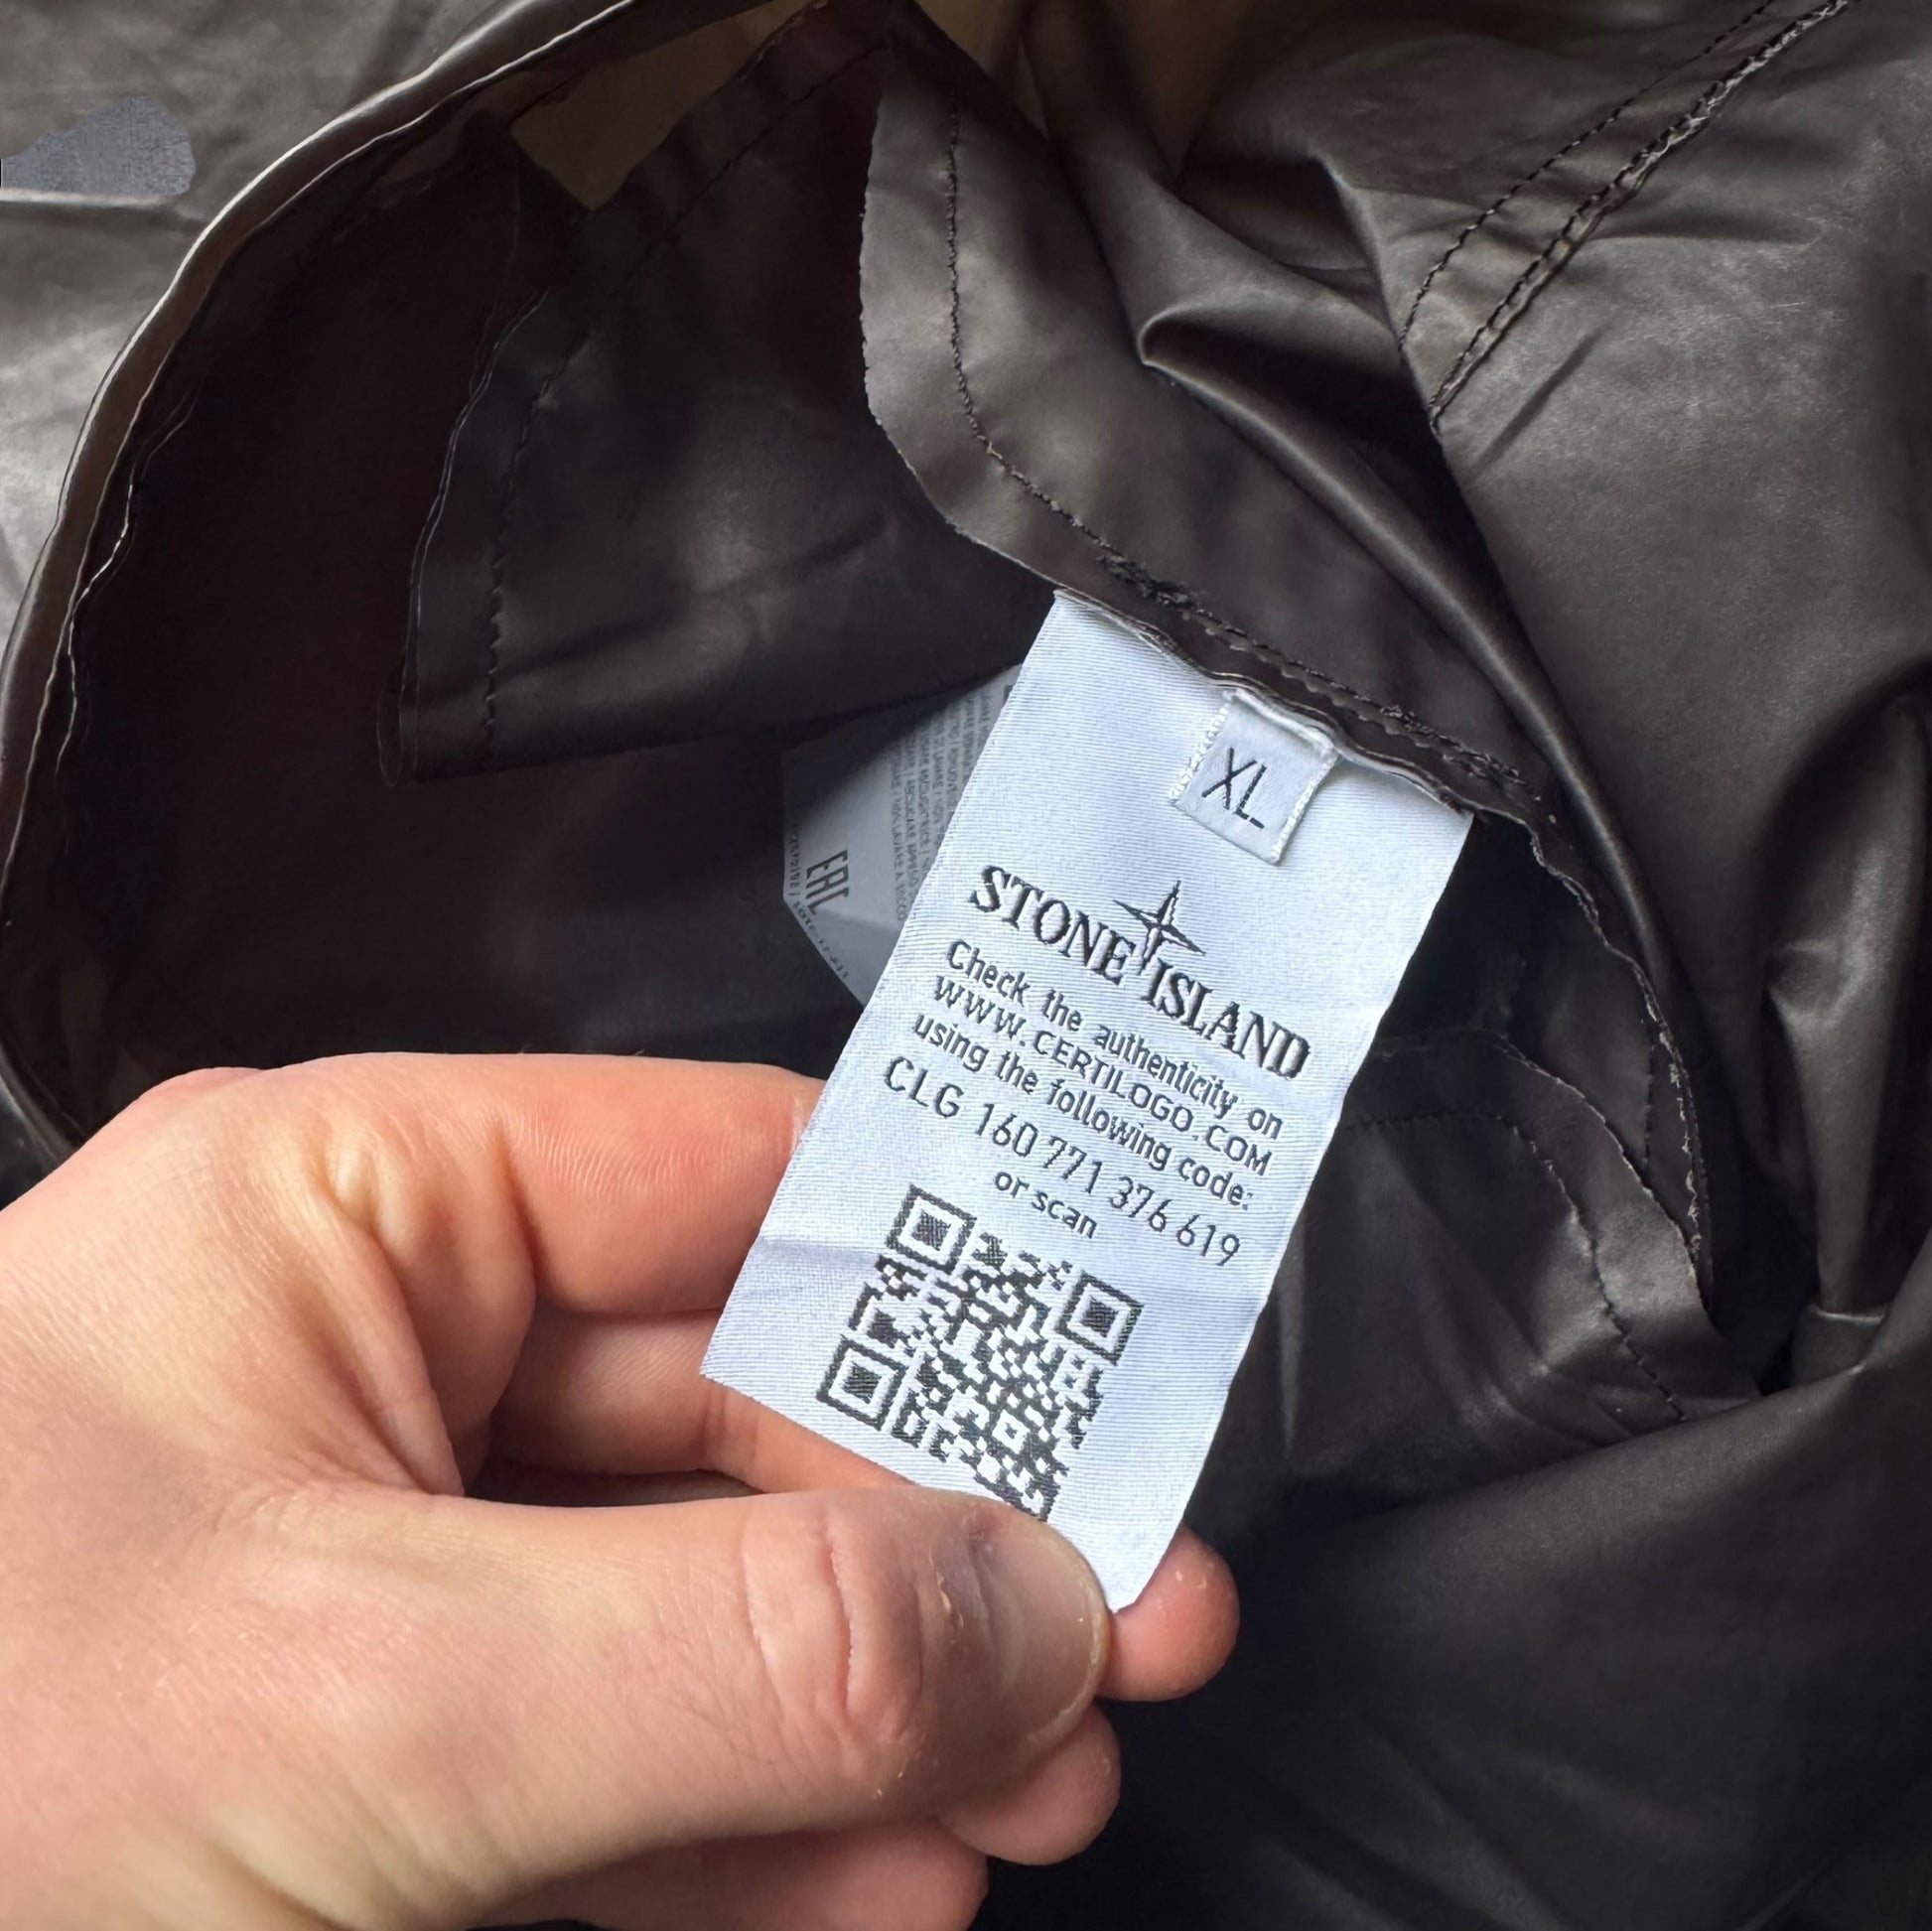 XL
STONE ISLAND
Check the authenticity on
WWW.CERTILOGO.COM
using the following code:
CLG 160 771 376 619
or scan
EAC